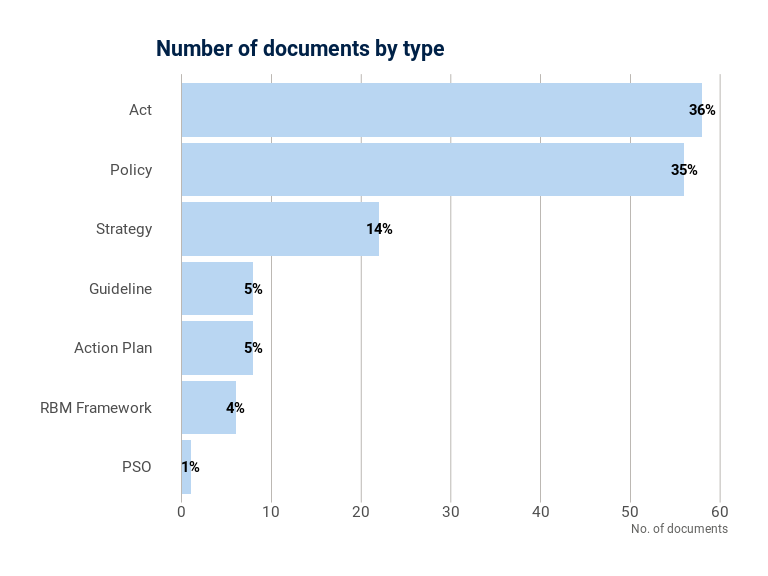 Number of documents by type
Act 36%
Policy 35%
Strategy 14%
Guideline 5%
Action Plan 5%
RBM Framework 4%
PSO 1%
0 10 20 30 40 50 60
No. of documents